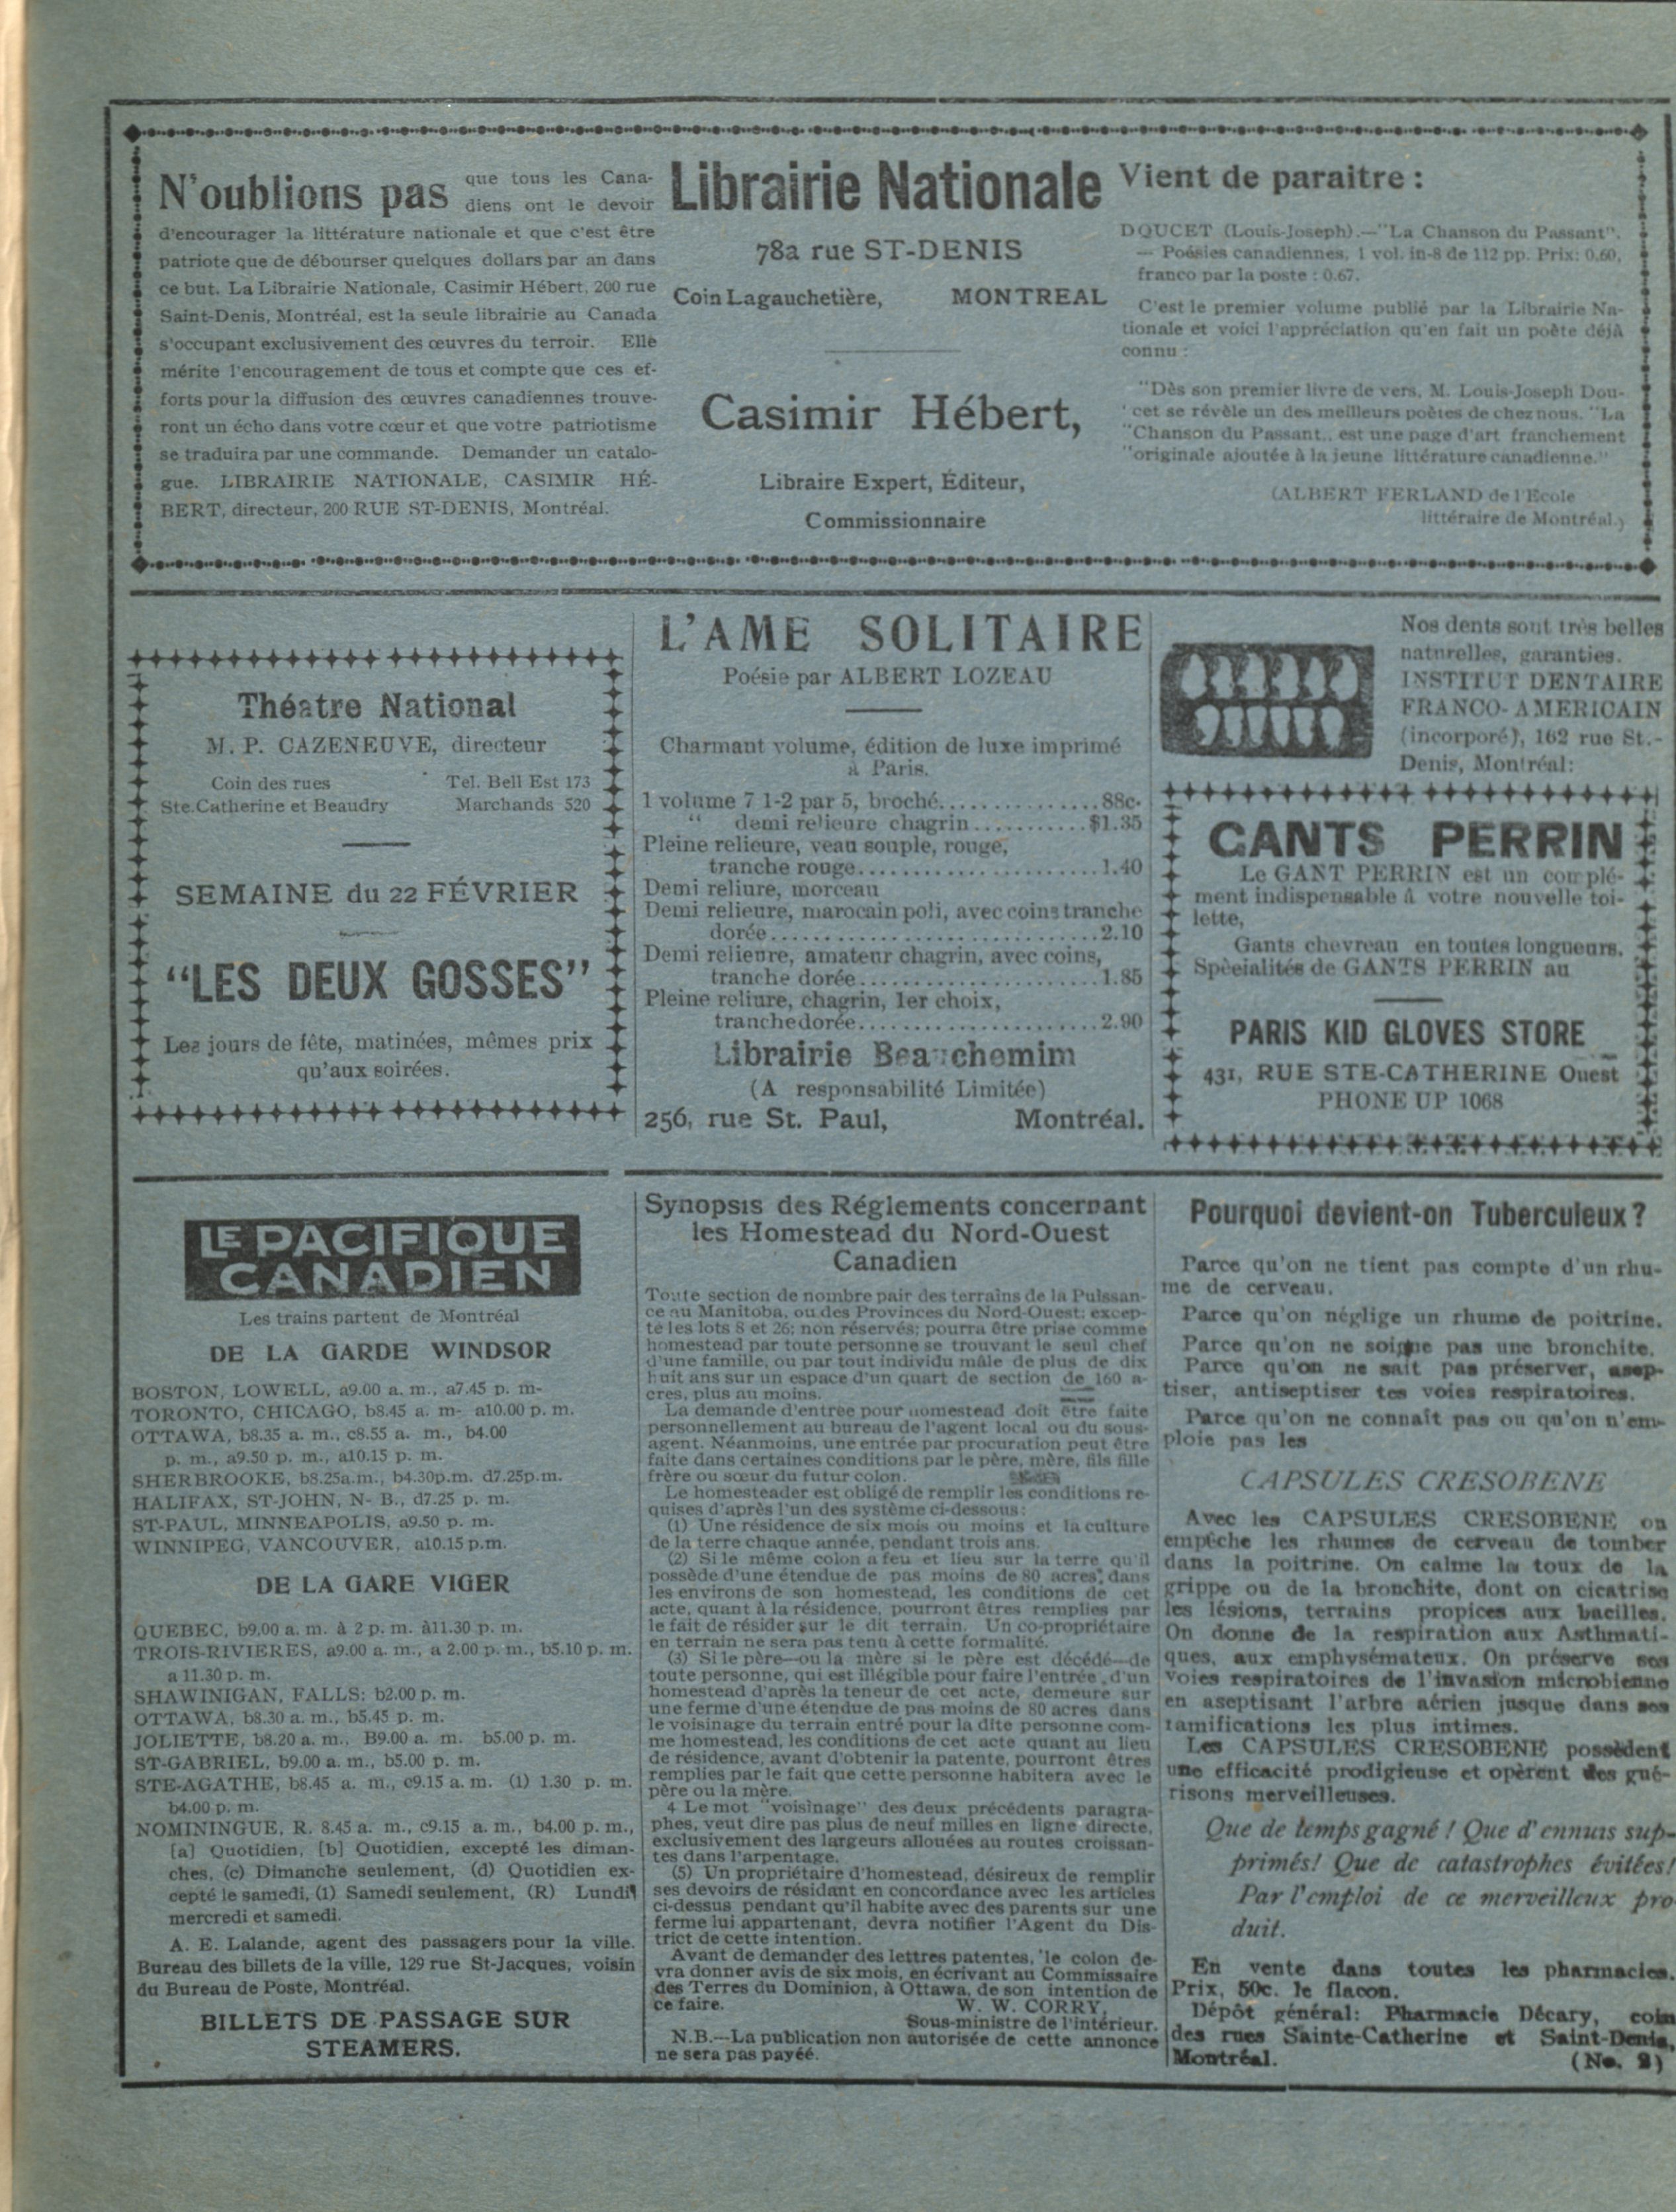 N'oublions pas que tous les Cana-
diens ont le devoir
d'encourager la littérature nationale et que c'est être
patriote que de débourser quelques dollars par an dans
ce but. La Librairie Nationale, Casimir Hébert, 200 rue
Saint-Denis, Montréal, est la seule librairie au Canada
s'occupant exclusivement des œuvres du terroir. Elle
mérite l'encouragement de tous et compte que ces ef-
forts pour la diffusion des œuvres canadiennes trouve-
ront un écho dans votre cœur et que votre patriotisme
se traduira par une commande. Demander un catalo-
gue. LIBRAIRIE NATIONALE, CASIMIR HÉ-
BERT, directeur, 200 RUE ST-DENIS, Montréal.
Librairie Nationale
78a rue ST-DENIS
Coin Lagauchetière, MONTREAL
Casimir Hébert,
Libraire Expert, Éditeur,
Commissionnaire
Vient de paraitre :
DOUCET (Louis-Joseph).—"La Chanson du Passant".
— Poésies canadiennes, 1 vol. in-8 de 112 pp. Prix: 0.60,
franco par la poste : 0.67.
C'est le premier volume publié par la Librairie Na-
tionale et voici l'appréciation qu'en fait un poète déjà
connu :
"Dès son premier livre de vers, M. Louis-Joseph Dou-
' cet se révèle un des meilleurs poètes de chez nous. "La
"Chanson du Passant,, est une page d'art franchement
"originale ajoutée à la jeune littérature canadienne."
(ALBERT FERLAND de l'Ecole
littéraire de Montréal.)
Théatre National
M. P. CAZENEUVE, directeur
Coin des rues Tel. Bell Est 173
Ste.Catherine et Beaudry Marchands 520
SEMAINE du 22 FÉVRIER
"LES DEUX GOSSES"
Les jours de fête, matinées, mêmes prix
qu'aux soirées.
L'AME SOLITAIRE
Poésie par ALBERT LOZEAU
Charmant volume, édition de luxe imprimé
à Paris.
1 volume 7 1-2 par 5, broché...............88c.
" demi relieure chagrin...........$1.35
Pleine relieure, veau souple, rouge,
tranche rouge......................1.40
Demi reliure, morceau
Demi relieure, marocain poli, avec coins tranche
dorée..............................2.10
Demi relieure, amateur chagrin, avec coins,
tranche dorée......................1.85
Pleine reliure, chagrin, 1er choix,
tranche dorée......................2.90
Librairie Beauchemim
(A responsabilité Limitée)
256, rue St. Paul, Montréal.
Nos dents sont très belles
naturelles, garanties.
INSTITUT DENTAIRE
FRANCO-AMERICAIN
(incorporé), 162 rue St.-
Denis, Montréal:
GANTS PERRIN
Le GANT PERRIN est un complé-
ment indispensable à votre nouvelle toi-
lette,
Gants chevreau en toutes longueurs.
Spèeialités de GANTS PERRIN au
PARIS KID GLOVES STORE
431, RUE STE-CATHERINE Ouest
PHONE UP 1068
LE PACIFIQUE
CANADIEN
Les trains partent de Montréal
DE LA GARDE WINDSOR
BOSTON, LOWELL, a9.00 a. m., a7.45 p. m-
TORONTO, CHICAGO, b8.45 a. m- a10.00 p. m.
OTTAWA, b8.35 a. m., c8.55 a. m., b4.00
p. m., a9.50 p. m., a10.15 p. m.
SHERBROOKE, b8.25a.m., b4.30p.m. d7.25p.m.
HALIFAX, ST-JOHN, N- B., d7.25 p. m.
ST-PAUL, MINNEAPOLIS, a9.50 p. m.
WINNIPEG, VANCOUVER, a10.15 p.m.
DE LA GARE VIGER
QUEBEC, b9.00 a. m. à 2 p. m. à11.30 p. m.
TROIS-RIVIERES, a9.00 a. m., a 2.00 p. m., b5.10 p. m.
a 11.30 p. m.
SHAWINIGAN, FALLS: b2.00 p. m.
OTTAWA, b8.30 a. m., b5.45 p. m.
JOLIETTE, b8.20 a. m., B9.00 a. m. b5.00 p. m.
ST-GABRIEL, b9.00 a. m., b5.00 p. m.
STE-AGATHE, b8.45 a. m., c9.15 a. m. (1) 1.30 p. m.
b4.00 p. m.
NOMININGUE, R. 8.45 a. m., c9.15 a. m., b4.00 p. m.,
[a] Quotidien, [b] Quotidien, excepté les diman-
ches, (c) Dimanche seulement, (d) Quotidien ex-
cepté le samedi, (1) Samedi seulement, (R) Lundi
mercredi et samedi.
A. E. Lalande, agent des passagers pour la ville.
Bureau des billets de la ville, 129 rue St-Jacques, voisin
du Bureau de Poste, Montréal.
BILLETS DE PASSAGE SUR
STEAMERS.
Synopsis des Réglements concernant
les Homestead du Nord-Ouest
Canadien
Toute section de nombre pair des terrains de la Puissan-
ce au Manitoba, ou des Provinces du Nord-Ouest; excep-
té les lots 8 et 26; non réservés; pourra être prise comme
homestead par toute personne se trouvant le seul chef
d'une famille, ou par tout individu mâle de plus de dix
huit ans sur un espace d'un quart de section de 160 a-
cres, plus au moins.
La demande d'entrée pour homestead doit être faite
personnellement au bureau de l'agent local ou du sous-
agent. Néanmoins, une entrée par procuration peut être
faite dans certaines conditions par le père, mère, fils fille
frère ou sœur du futur colon.
Le homesteader est obligé de remplir les conditions re-
quises d'après l'un des système ci-dessous:
(1) Une résidence de six mois ou moins et la culture
de la terre chaque année, pendant trois ans.
(2) Si le même colon a feu et lieu sur la terre qu'il
possède d'une étendue de pas moins de 80 acres, dans
les environs de son homestead, les conditions de cet
acte, quant à la résidence, pourront êtres remplies par
le fait de résider sur le dit terrain. Un co-propriétaire
en terrain ne sera pas tenu à cette formalité.
(3) Si le père—ou la mère si le père est décédé—de
toute personne, qui est illégible pour faire l'entrée d'un
homestead d'après la teneur de cet acte, demeure sur
une ferme d'une étendue de pas moins de 80 acres dans
le voisinage du terrain entré pour la dite personne com-
me homestead, les conditions de cet acte quant au lieu
de résidence, avant d'obtenir la patente, pourront êtres
remplies par le fait que cette personne habitera avec le
père ou la mère.
4 Le mot "voisinage" des deux précédents paragra-
phes, veut dire pas plus de neuf milles en ligne directe,
exclusivement des largeurs allouées au routes croissan-
tes dans l'arpentage.
(5) Un propriétaire d'homestead, désireux de remplir
ses devoirs de résidant en concordance avec les articles
ci-dessus pendant qu'il habite avec des parents sur une
ferme lui appartenant, devra notifier l'Agent du Dis-
trict de cette intention.
Avant de demander des lettres patentes, le colon de-
vra donner avis de six mois, en écrivant au Commissaire
des Terres du Dominion, à Ottawa, de son intention de
ce faire.
W. W. CORRY,
Sous-ministre de l'intérieur.
N.B.—La publication non autorisée de cette annonce
ne sera pas payéé.
Pourquoi devient-on Tuberculeux?
Parce qu'on ne tient pas compte d'un rhu-
me de cerveau.
Parce qu'on néglige un rhume de poitrine.
Parce qu'on ne soigne pas une bronchite.
Parce qu'on ne sait pas préserver, asep-
tiser, antiseptiser tes voies respiratoires.
Parce qu'on ne connaît pas ou qu'on n'em-
ploie pas les
CAPSULES CRESOBENE
Avec les CAPSULES CRESOBENE on
empêche les rhumes de cerveau de tomber
dans la poitrine. On calme la toux de la
grippe ou de la bronchite, dont on cicatrise
les lésions, terrains propices aux bacilles.
On donne de la respiration aux Asthmati-
ques, aux emphysémateux. On préserve ses
voies respiratoires de l'invasion microbienne
en aseptisant l'arbre aérien jusque dans ses
ramifications les plus intimes.
Les CAPSULES CRESOBENE possèdent
une efficacité prodigieuse et opèrent des gué-
risons merveilleuses.
Que de temps gagné ! Que d'ennuis sup-
primés! Que de catastrophes évitées!
Par l'emploi de ce merveilleux pro
duit.
En vente dans toutes les pharmacies.
Prix, 50c. le flacon.
Dépôt général: Pharmacie Décary, coin
des rues Sainte-Catherine et Saint-Denis,
Montréal. (No. 2)